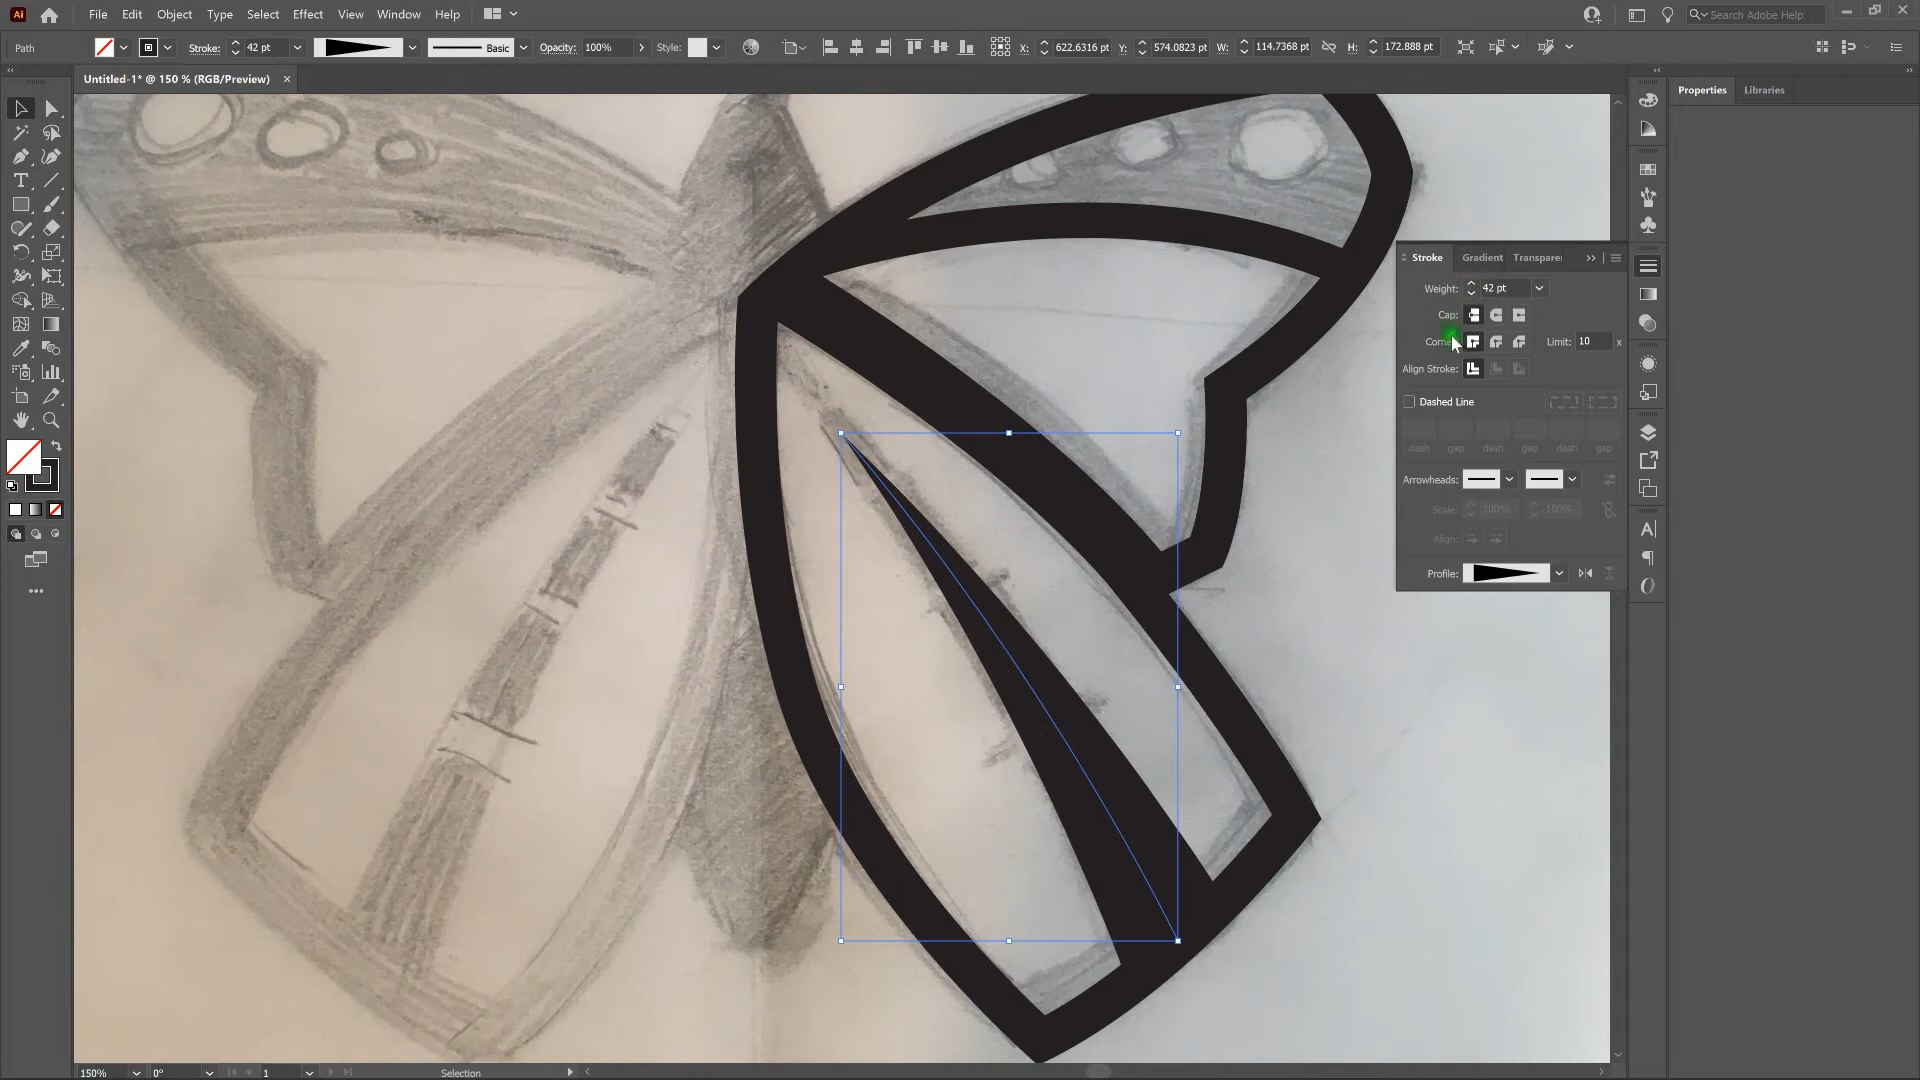 Ai File Edit Object Type Select Effect View Window Help Search Adobe Help
Path Stroke: 42 pt Basic Opacity: 100% Style: X: 622.6316 pt Y: 574.0823 pt W: 114.7368 pt H: 172.888 pt
Untitled-1* @ 150 % (RGB/Preview) ×
Properties Libraries
Stroke Gradient Transparer
Weight: 42 pt
Cap:
Corne Limit: 10 x
Align Stroke:
Dashed Line
dash gap dash gap dash gap
Arrowheads:
Scale: 100% 100%
Align:
Profile:
150% 0° 1 Selection